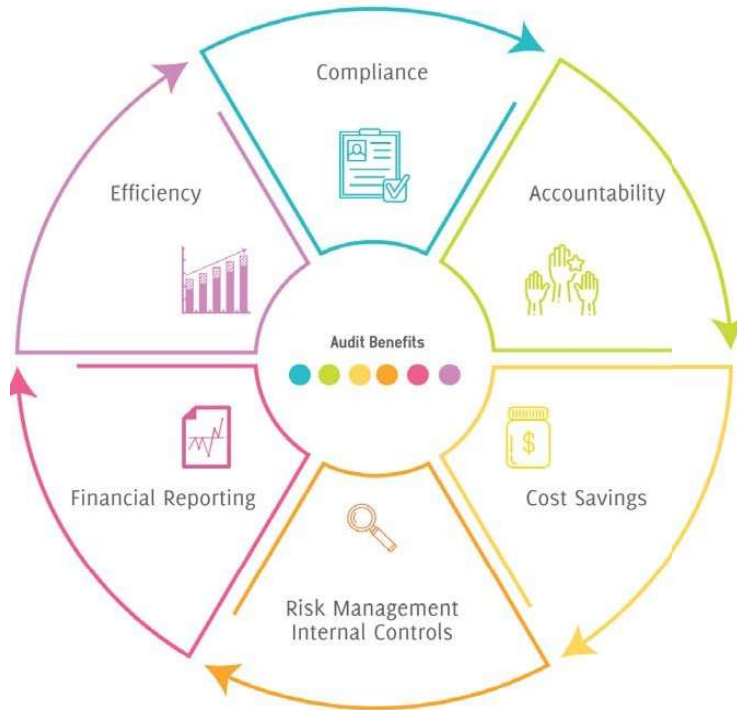 Compliance
Efficiency
Accountability
Audit Benefits
$
Financial Reporting
Cost Savings
Risk Management
Internal Controls